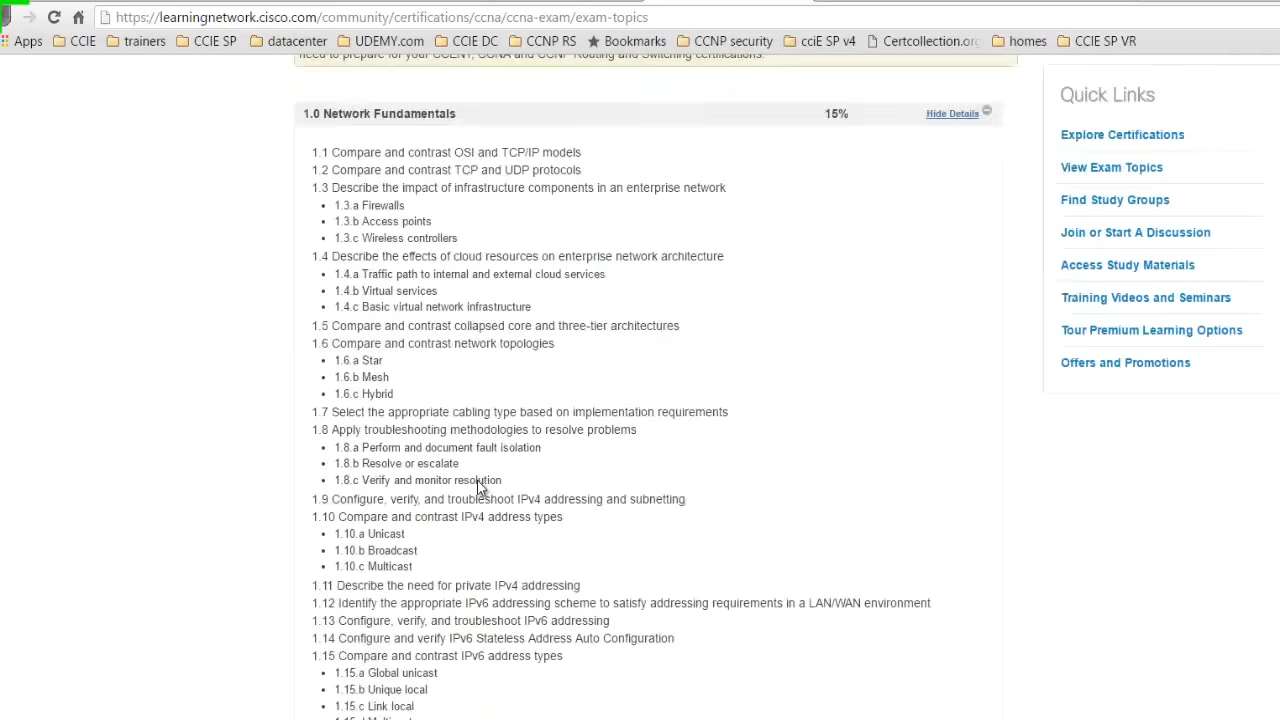 https://learningnetwork.cisco.com/community/certifications/ccna/ccna-exam/exam-topics
Apps CCIE trainers CCIE SP datacenter UDEMY.com CCIE DC CCNP RS Bookmarks CCNP security cciE SP v4 Certcollection.org homes CCIE SP VR
need to prepare for your CCENT, CCNA and CCNP Routing and Switching certifications.
1.0 Network Fundamentals 15% Hide Details
1.1 Compare and contrast OSI and TCP/IP models
1.2 Compare and contrast TCP and UDP protocols
1.3 Describe the impact of infrastructure components in an enterprise network
• 1.3.a Firewalls
• 1.3.b Access points
• 1.3.c Wireless controllers
1.4 Describe the effects of cloud resources on enterprise network architecture
• 1.4.a Traffic path to internal and external cloud services
• 1.4.b Virtual services
• 1.4.c Basic virtual network infrastructure
1.5 Compare and contrast collapsed core and three-tier architectures
1.6 Compare and contrast network topologies
• 1.6.a Star
• 1.6.b Mesh
• 1.6.c Hybrid
1.7 Select the appropriate cabling type based on implementation requirements
1.8 Apply troubleshooting methodologies to resolve problems
• 1.8.a Perform and document fault isolation
• 1.8.b Resolve or escalate
• 1.8.c Verify and monitor resolution
1.9 Configure, verify, and troubleshoot IPv4 addressing and subnetting
1.10 Compare and contrast IPv4 address types
• 1.10.a Unicast
• 1.10.b Broadcast
• 1.10.c Multicast
1.11 Describe the need for private IPv4 addressing
1.12 Identify the appropriate IPv6 addressing scheme to satisfy addressing requirements in a LAN/WAN environment
1.13 Configure, verify, and troubleshoot IPv6 addressing
1.14 Configure and verify IPv6 Stateless Address Auto Configuration
1.15 Compare and contrast IPv6 address types
• 1.15.a Global unicast
• 1.15.b Unique local
• 1.15.c Link local
Quick Links
Explore Certifications
View Exam Topics
Find Study Groups
Join or Start A Discussion
Access Study Materials
Training Videos and Seminars
Tour Premium Learning Options
Offers and Promotions